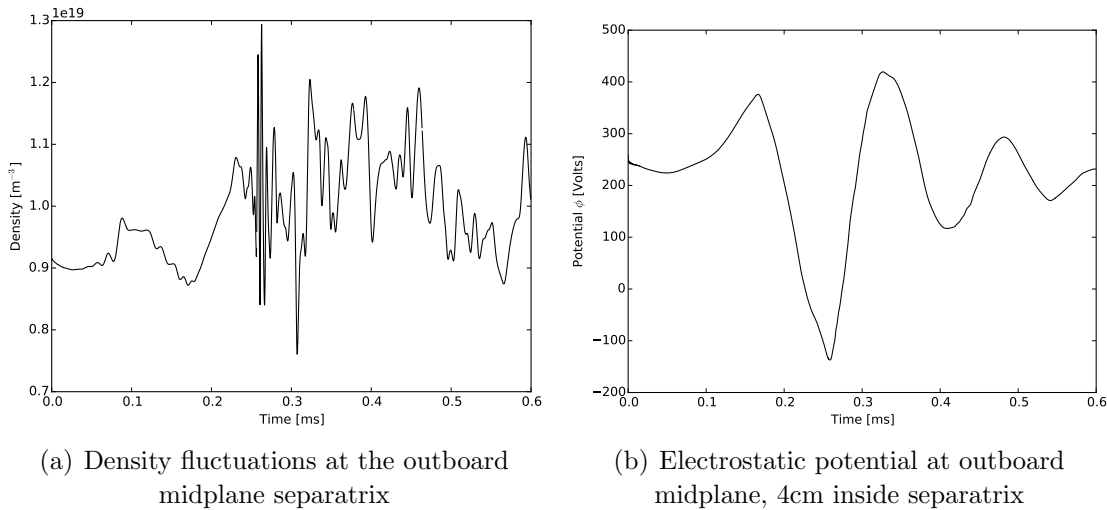 1e19
1.3
1.2
1.1
1.0
0.9
0.8
0.7
Density [m⁻³]
0.0 0.1 0.2 0.3 0.4 0.5 0.6
Time [ms]
(a) Density fluctuations at the outboard
midplane separatrix
500
400
300
200
100
0
−100
−200
Potential ϕ [Volts]
0.0 0.1 0.2 0.3 0.4 0.5 0.6
Time [ms]
(b) Electrostatic potential at outboard
midplane, 4cm inside separatrix